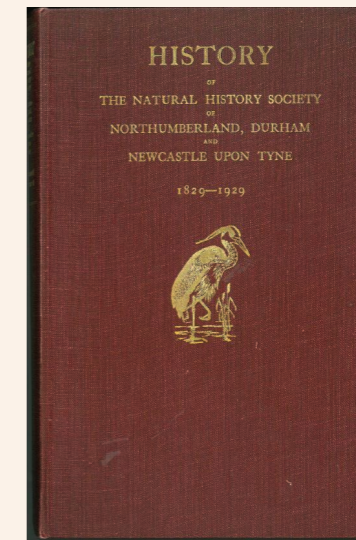 HISTORY
OF
THE NATURAL HISTORY SOCIETY
OF
NORTHUMBERLAND, DURHAM
AND
NEWCASTLE UPON TYNE
1829—1929